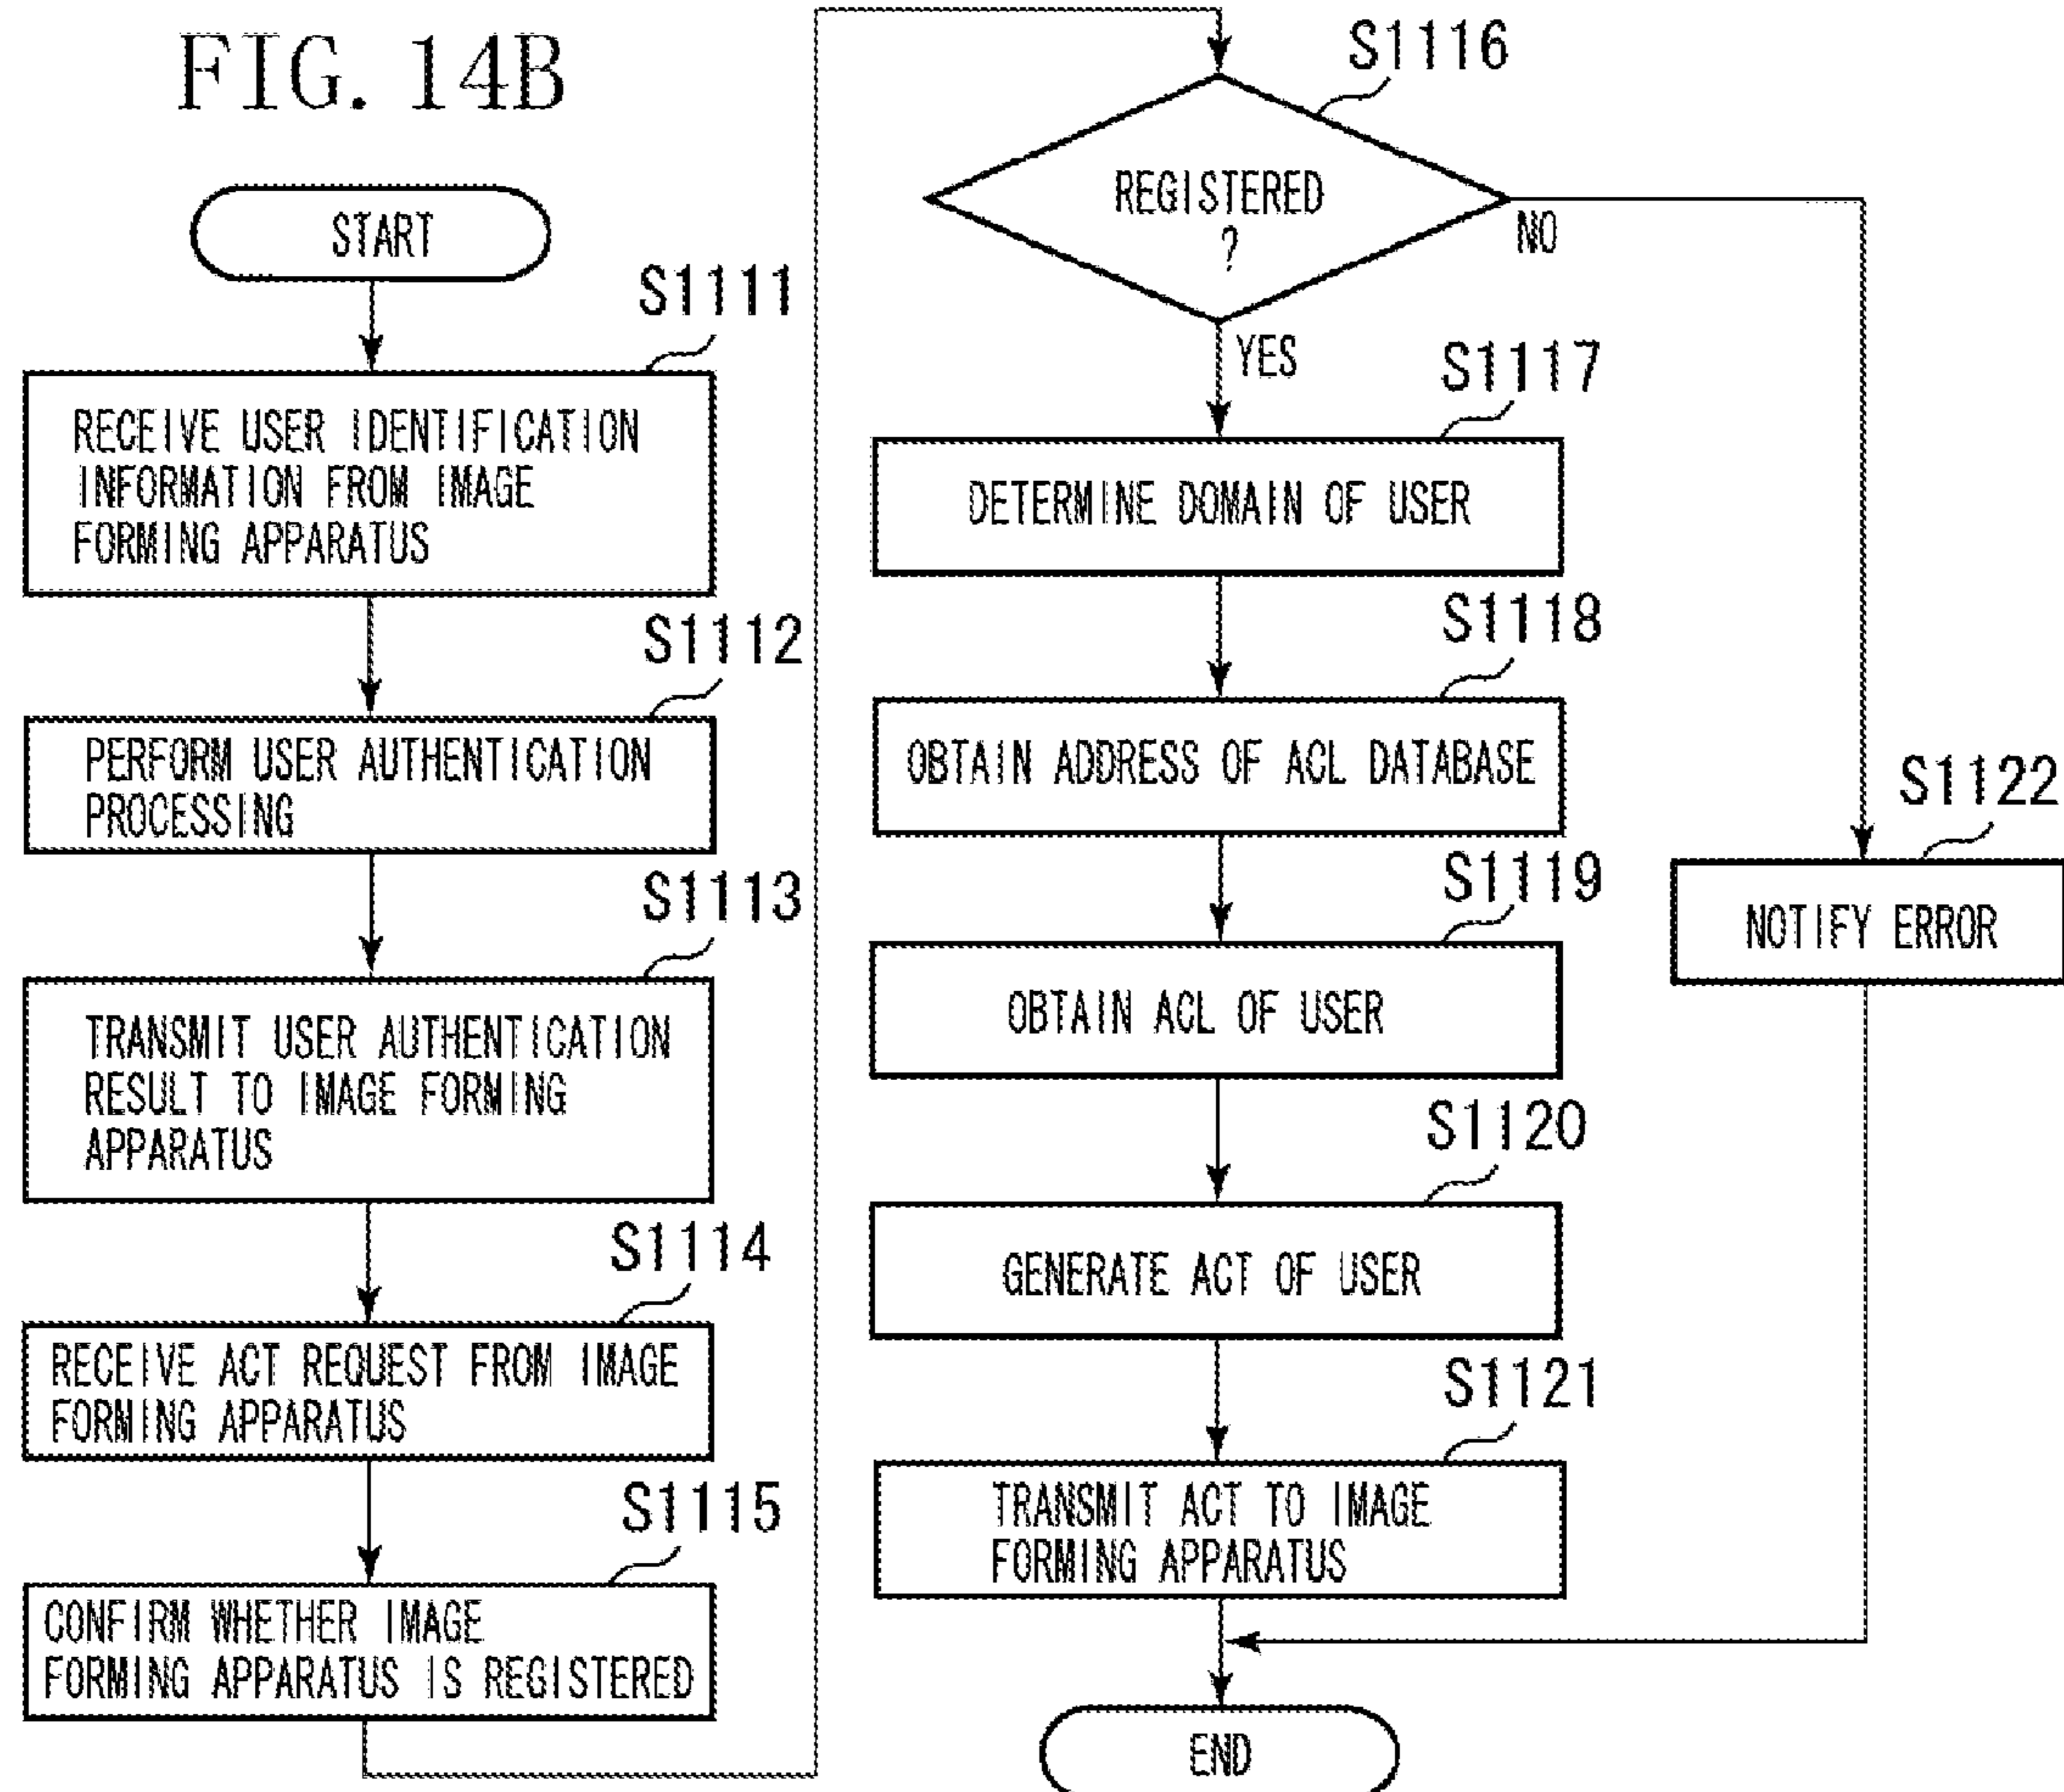 FIG. 14B
START
S1111
RECEIVE USER IDENTIFICATION
INFORMATION FROM IMAGE
FORMING APPARATUS
S1112
PERFORM USER AUTHENTICATION
PROCESSING
S1113
TRANSMIT USER AUTHENTICATION
RESULT TO IMAGE FORMING
APPARATUS
S1114
RECEIVE ACT REQUEST FROM IMAGE
FORMING APPARATUS
S1115
CONFIRM WHETHER IMAGE
FORMING APPARATUS IS REGISTERED
S1116
REGISTERED
?
NO
YES
S1117
DETERMINE DOMAIN OF USER
S1118
OBTAIN ADDRESS OF ACL DATABASE
S1119
OBTAIN ACL OF USER
S1120
GENERATE ACT OF USER
S1121
TRANSMIT ACT TO IMAGE
FORMING APPARATUS
S1122
NOTIFY ERROR
END